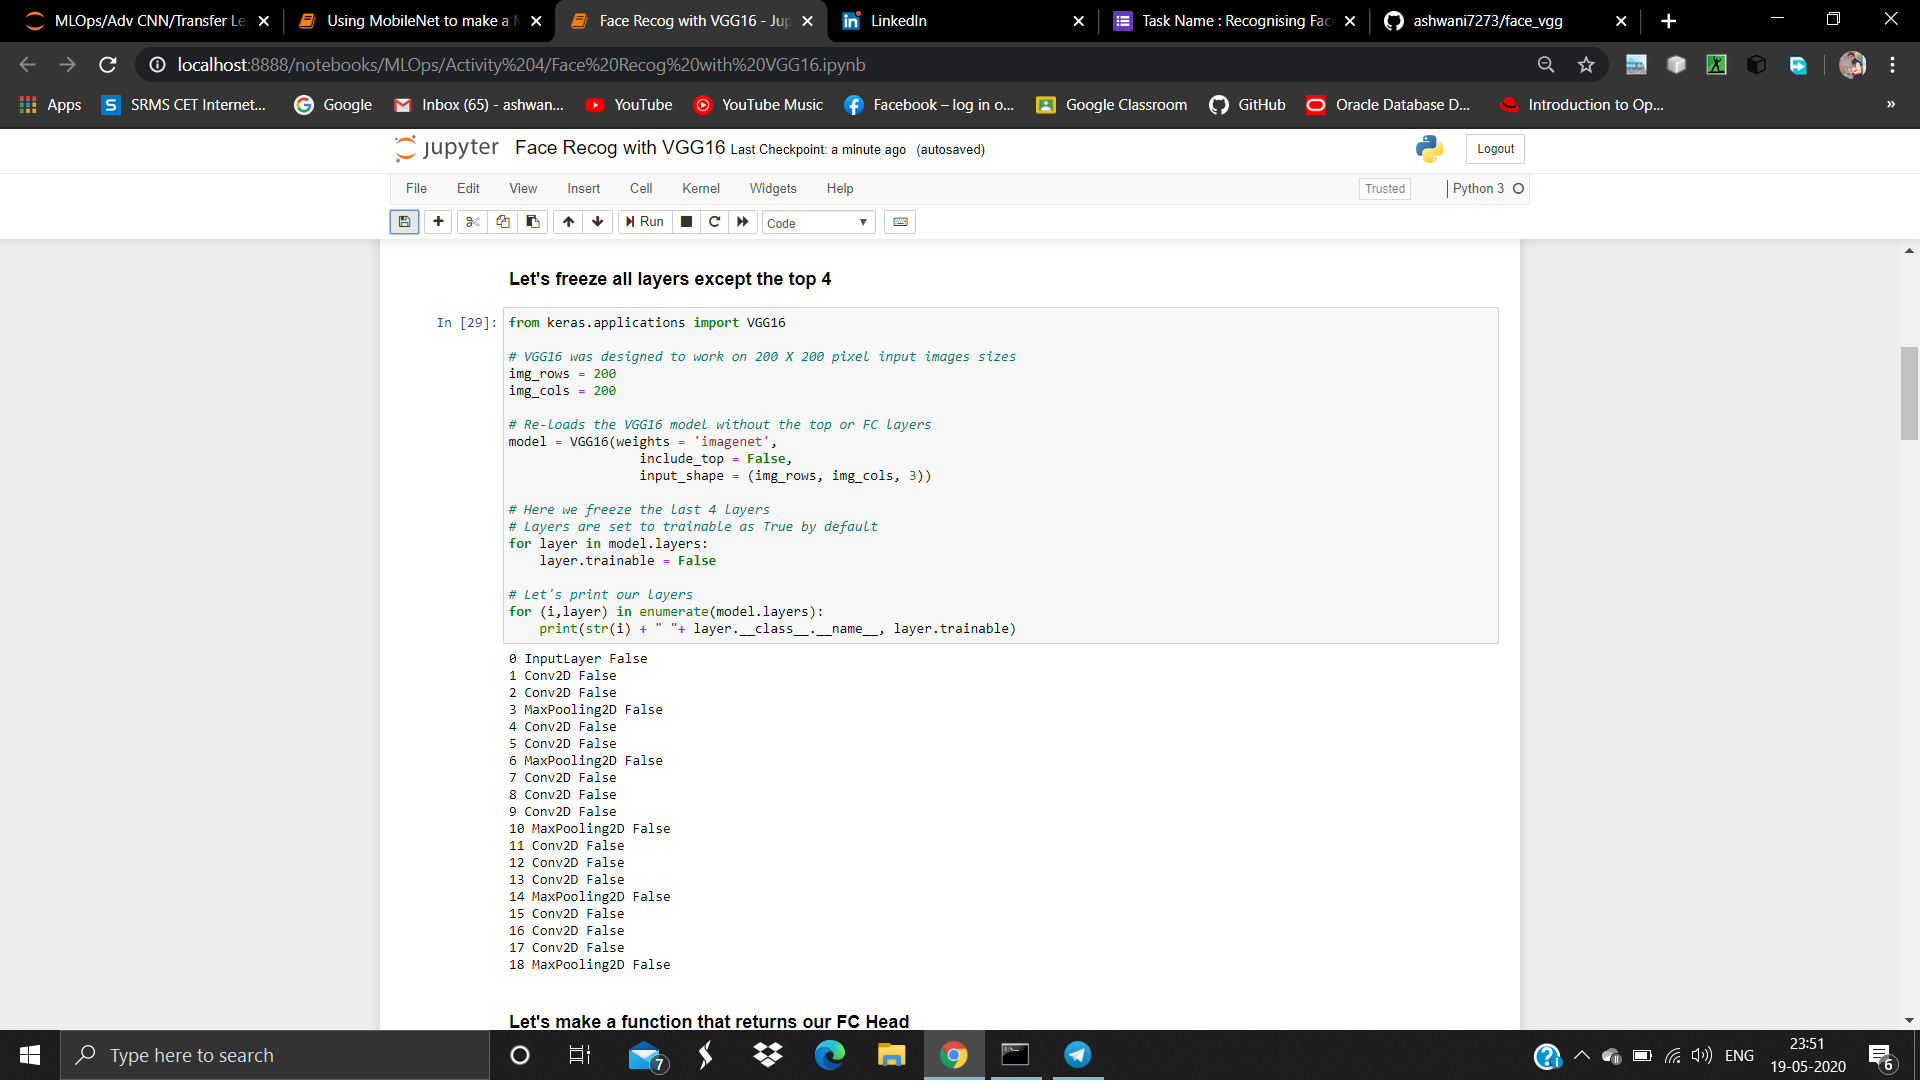 MLOps/Adv CNN/Transfer Le
Using MobileNet to make a M
Face Recog with VGG16 - Jup
LinkedIn
Task Name : Recognising Fac
ashwani7273/face_vgg
localhost:8888/notebooks/MLOps/Activity%204/Face%20Recog%20with%20VGG16.ipynb
Apps
SRMS CET Internet...
Google
Inbox (65) - ashwan...
YouTube
YouTube Music
Facebook – log in o...
Google Classroom
GitHub
Oracle Database D...
Introduction to Op...
»
jupyter Face Recog with VGG16 Last Checkpoint: a minute ago (autosaved)
Logout
File Edit View Insert Cell Kernel Widgets Help
Trusted
Python 3
Run
Code
Let's freeze all layers except the top 4
In [29]:
from keras.applications import VGG16
# VGG16 was designed to work on 200 X 200 pixel input images sizes
img_rows = 200
img_cols = 200
# Re-loads the VGG16 model without the top or FC layers
model = VGG16(weights = 'imagenet',
include_top = False,
input_shape = (img_rows, img_cols, 3))
# Here we freeze the last 4 layers
# Layers are set to trainable as True by default
for layer in model.layers:
layer.trainable = False
# Let's print our layers
for (i,layer) in enumerate(model.layers):
print(str(i) + " "+ layer.__class__.__name__, layer.trainable)
0 InputLayer False
1 Conv2D False
2 Conv2D False
3 MaxPooling2D False
4 Conv2D False
5 Conv2D False
6 MaxPooling2D False
7 Conv2D False
8 Conv2D False
9 Conv2D False
10 MaxPooling2D False
11 Conv2D False
12 Conv2D False
13 Conv2D False
14 MaxPooling2D False
15 Conv2D False
16 Conv2D False
17 Conv2D False
18 MaxPooling2D False
Let's make a function that returns our FC Head
Type here to search
7
ENG
23:51
19-05-2020
6